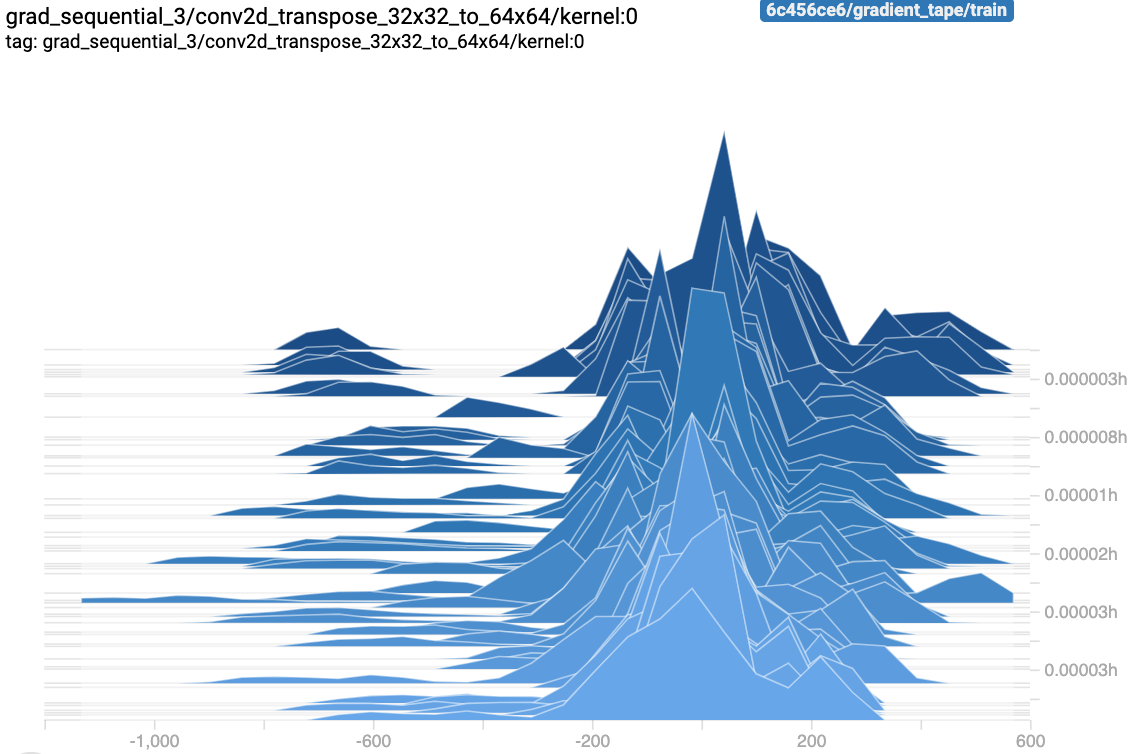 grad_sequential_3/conv2d_transpose_32x32_to_64x64/kernel:0
6c456ce6/gradient_tape/train
tag: grad_sequential_3/conv2d_transpose_32x32_to_64x64/kernel:0
0.000003h
0.000008h
0.00001h
0.00002h
0.00003h
0.00003h
-1,000
-600
-200
200
600